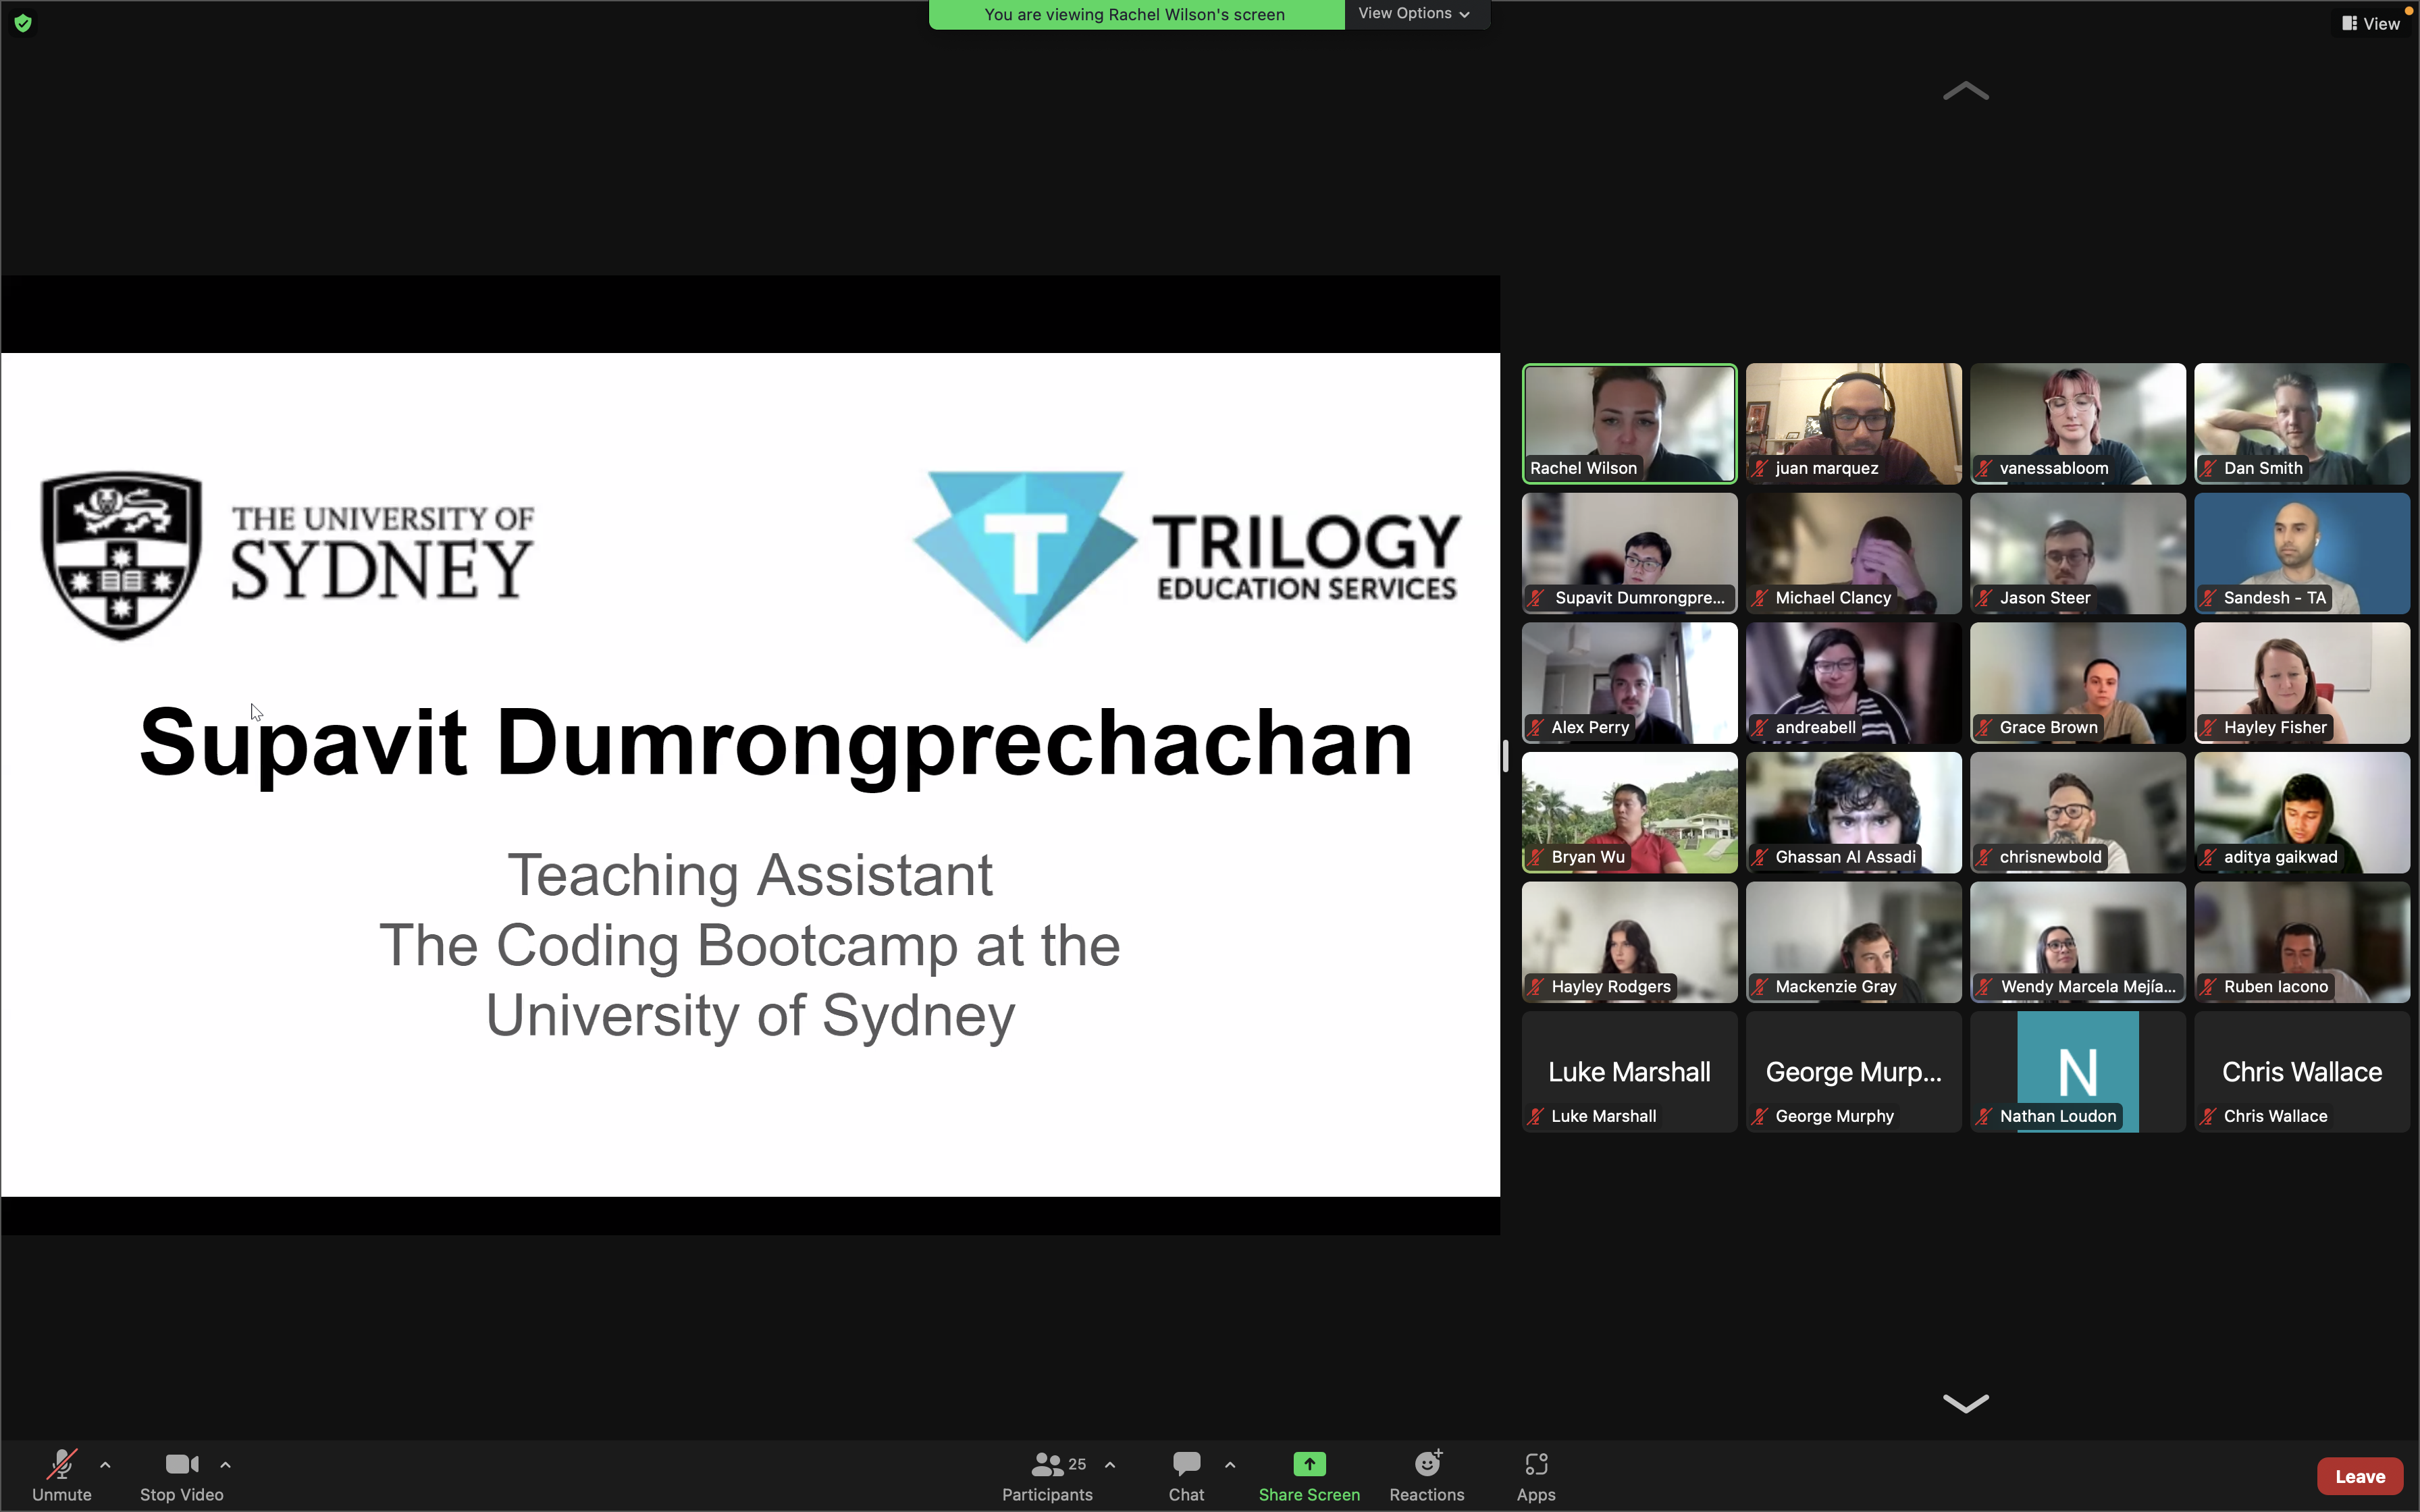 You are viewing Rachel Wilson's screen
View Options
View
THE UNIVERSITY OF
SYDNEY
T
TRILOGY
EDUCATION SERVICES
Supavit Dumrongprechachan
Teaching Assistant
The Coding Bootcamp at the
University of Sydney
Rachel Wilson
juan marquez
vanessabloom
Dan Smith
Supavit Dumrongpre...
Michael Clancy
Jason Steer
Sandesh - TA
Alex Perry
andreabell
Grace Brown
Hayley Fisher
Bryan Wu
Ghassan Al Assadi
chrisnewbold
aditya gaikwad
Hayley Rodgers
Mackenzie Gray
Wendy Marcela Mejía...
Ruben Iacono
Luke Marshall
Luke Marshall
George Murp...
George Murphy
N
Nathan Loudon
Chris Wallace
Chris Wallace
Unmute
Stop Video
25
Participants
Chat
Share Screen
Reactions
Apps
Leave